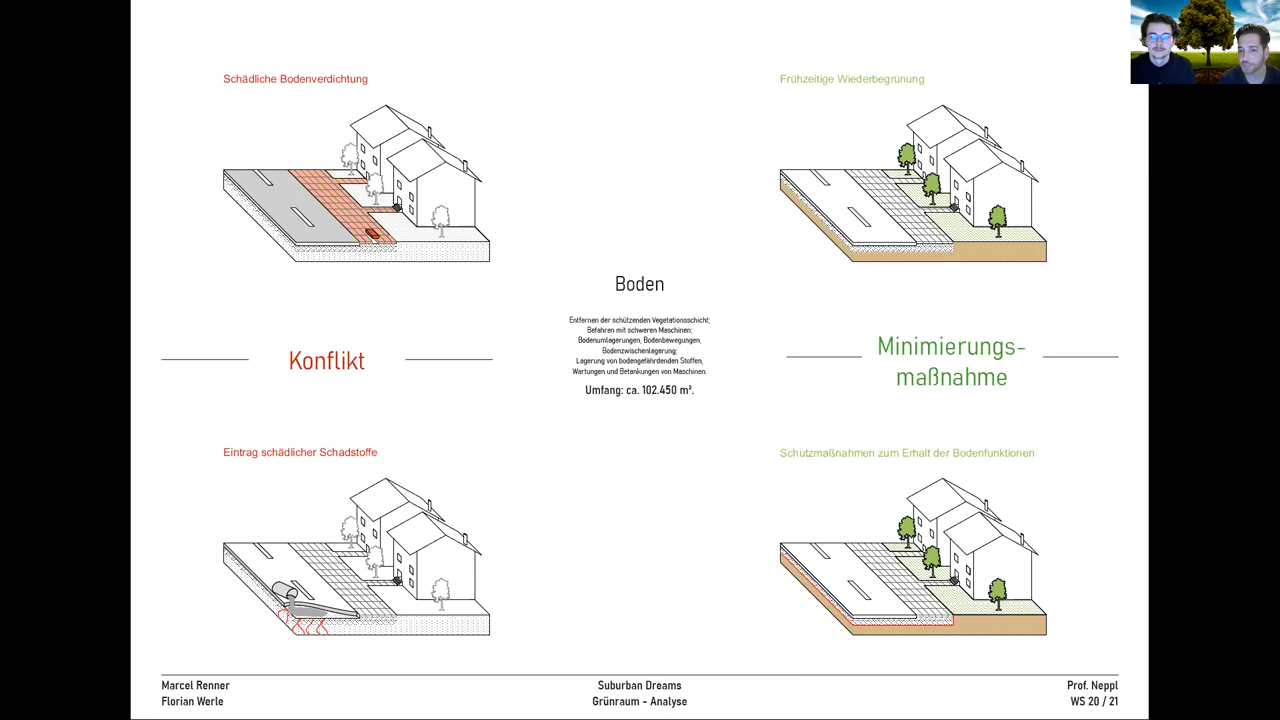 Schädliche Bodenverdichtung
Frühzeitige Wiederbegrünung
Boden
Entfernen der schützenden Vegetationsschicht;
Befahren mit schweren Maschinen;
Bodenumlagerungen, Bodenbewegungen,
Bodenzwischenlagerung;
Lagerung von bodengefährdenden Stoffen,
Wartungen und Betankungen von Maschinen.
Umfang: ca. 102.450 m².
Konflikt
Minimierungs-
maßnahme
Eintrag schädlicher Schadstoffe
Schutzmaßnahmen zum Erhalt der Bodenfunktionen
Marcel Renner
Florian Werle
Suburban Dreams
Grünraum - Analyse
Prof. Neppl
WS 20 / 21